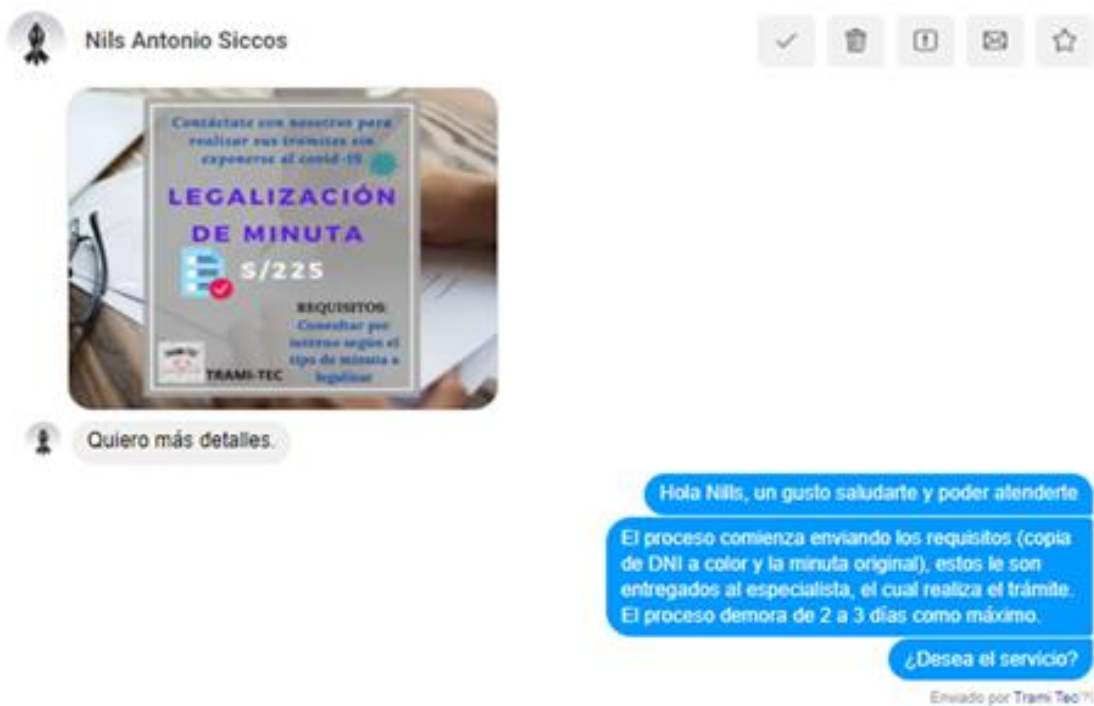 Nils Antonio Siccos
Contáctate con nosotros para
realizar sus trámites sin
exponerse al covid-19
LEGALIZACIÓN
DE MINUTA
S/225
REQUISITOS:
Consultar por
interno según el
tipo de minuta a
legalizar
TRAMI-TEC
Quiero más detalles.
Hola Nills, un gusto saludarte y poder atenderte
El proceso comienza enviando los requisitos (copia
de DNI a color y la minuta original), estos le son
entregados al especialista, el cual realiza el trámite.
El proceso demora de 2 a 3 días como máximo.
¿Desea el servicio?
Enviado por Trami Tec